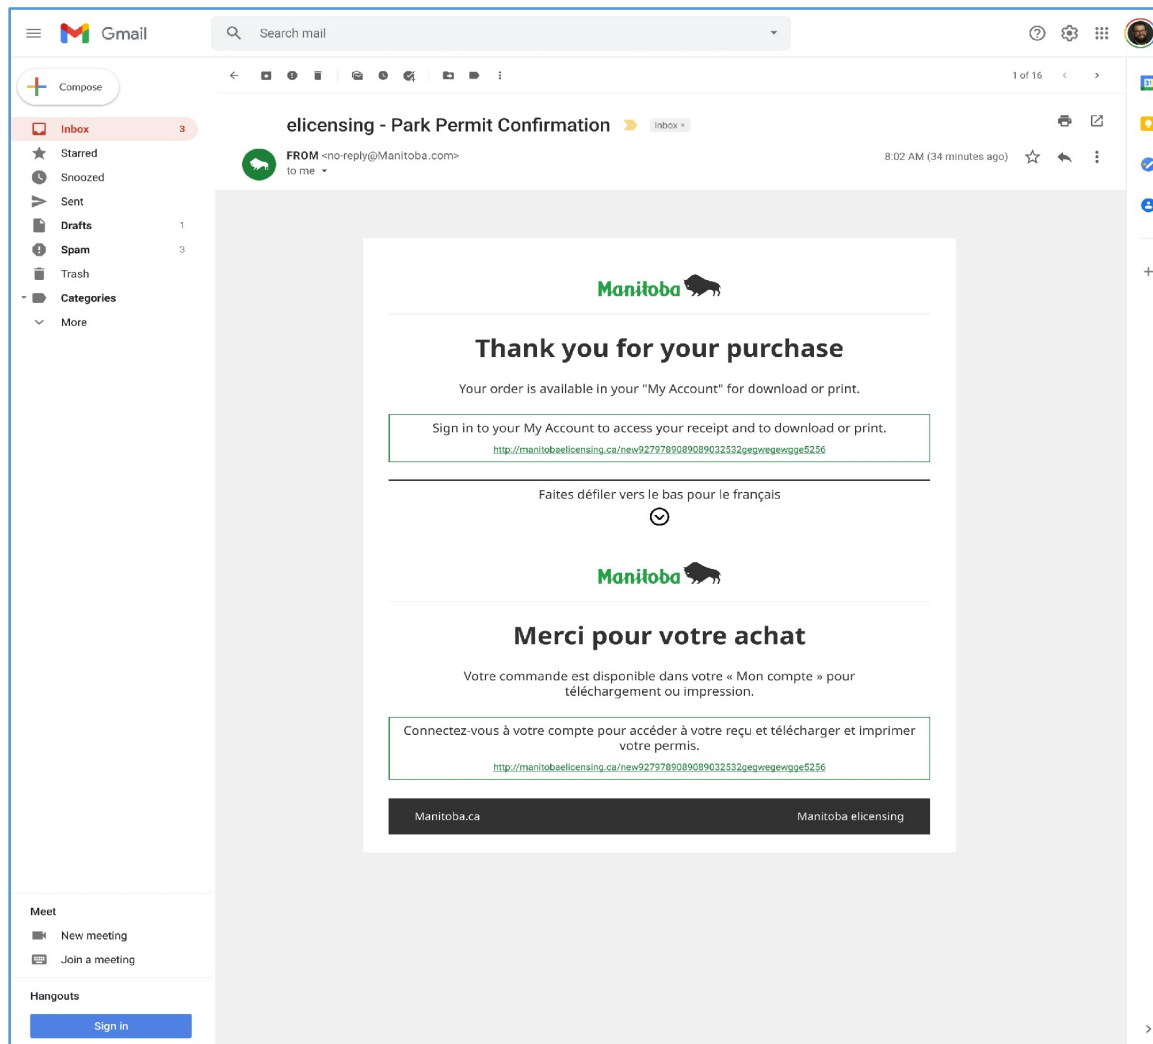 Gmail
Search mail
Compose
1 of 16
Inbox 3
Starred
Snoozed
Sent
Drafts 1
Spam 3
Trash
Categories
More
elicensing - Park Permit Confirmation Inbox ×
FROM <no-reply@Manitoba.com>
to me
8:02 AM (34 minutes ago)
31
Manitoba
Thank you for your purchase
Your order is available in your "My Account" for download or print.
Sign in to your My Account to access your receipt and to download or print.
http://manitobaelicensing.ca/new9279789089089032532gegwegewgge5256
Faites défiler vers le bas pour le français
Manitoba
Merci pour votre achat
Votre commande est disponible dans votre « Mon compte » pour
téléchargement ou impression.
Connectez-vous à votre compte pour accéder à votre reçu et télécharger et imprimer
votre permis.
http://manitobaelicensing.ca/new9279789089089032532gegwegewgge5256
Manitoba.ca Manitoba elicensing
Meet
New meeting
Join a meeting
Hangouts
Sign in